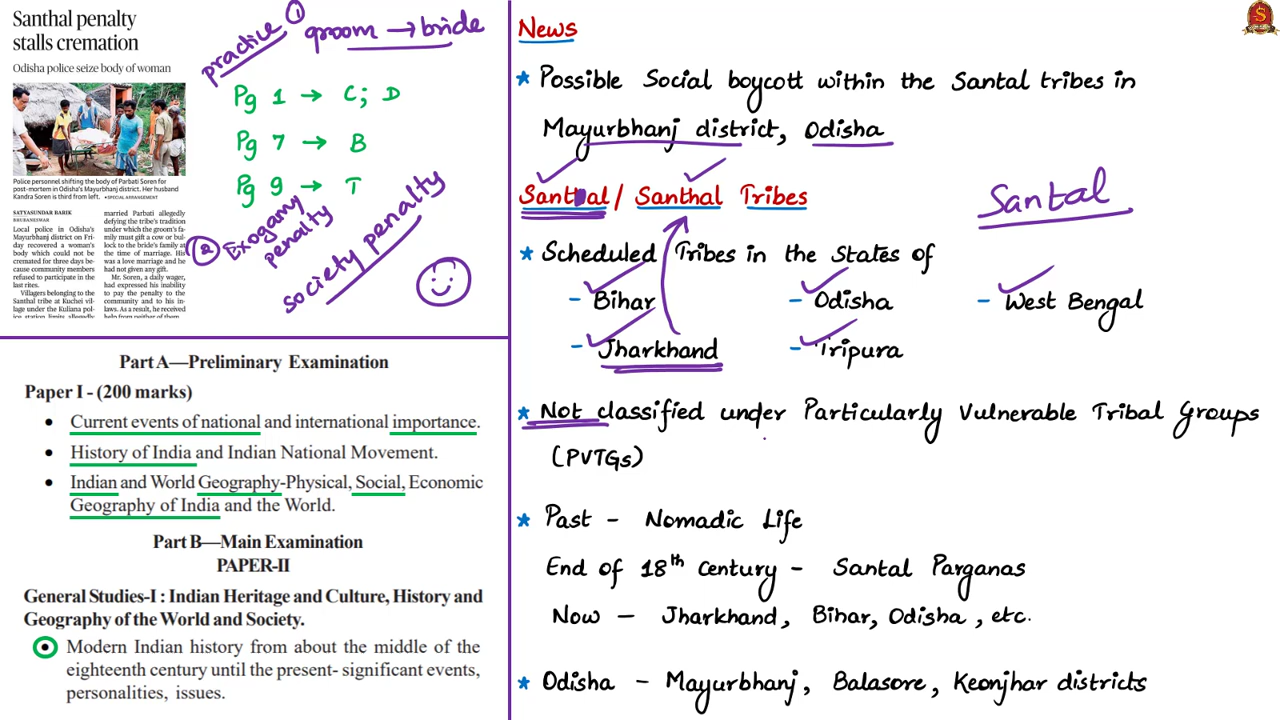 Santhal penalty
stalls cremation
Odisha police seize body of woman
Police personnel shifting the body of Parbati Soren for
post-mortem in Odisha's Mayurbhanj district. Her husband
Kandra Soren is third from left. •SPECIAL ARRANGEMENT
SATYASUNDAR BARIK
BHUBANESWAR
Local police in Odisha's
Mayurbhanj district on Fri-
day recovered a woman's
body which could not be
cremated for three days be-
cause community members
refused to participate in the
last rites.
Villagers belonging to the
Santhal tribe at Kuchei vil-
lage under the Kuliana pol-
ice station limits allegedly
married Parbati allegedly
defying the tribe's tradition
under which the groom's fa-
mily must gift a cow or bul-
lock to the bride's family at
the time of marriage. His
was a love marriage and he
had not given any gift.
Mr. Soren, a daily wager,
had expressed his inability
to pay the penalty to the
community and to his in-
laws. As a result, he received
help from neither of them.
practice ① groom → bride
Pg 1 → C; D
Pg 7 → B
Pg 9 → T
② Exogamy
penalty
society penalty
Part A—Preliminary Examination
Paper I - (200 marks)
• Current events of national and international importance.
• History of India and Indian National Movement.
• Indian and World Geography-Physical, Social, Economic
Geography of India and the World.
Part B—Main Examination
PAPER-II
General Studies-I : Indian Heritage and Culture, History and
Geography of the World and Society.
• Modern Indian history from about the middle of the
eighteenth century until the present- significant events,
personalities, issues.
News
* Possible Social boycott within the Santal tribes in
Mayurbhanj district, Odisha
Santal / Santhal Tribes
Santal
* Scheduled Tribes in the States of
- Bihar - Odisha - West Bengal
- Jharkhand - Tripura
* Not classified under Particularly Vulnerable Tribal Groups
(PVTGs)
* Past - Nomadic Life
End of 18th Century - Santal Parganas
Now - Jharkhand, Bihar, Odisha, etc.
* Odisha - Mayurbhanj, Balasore, Keonjhar districts